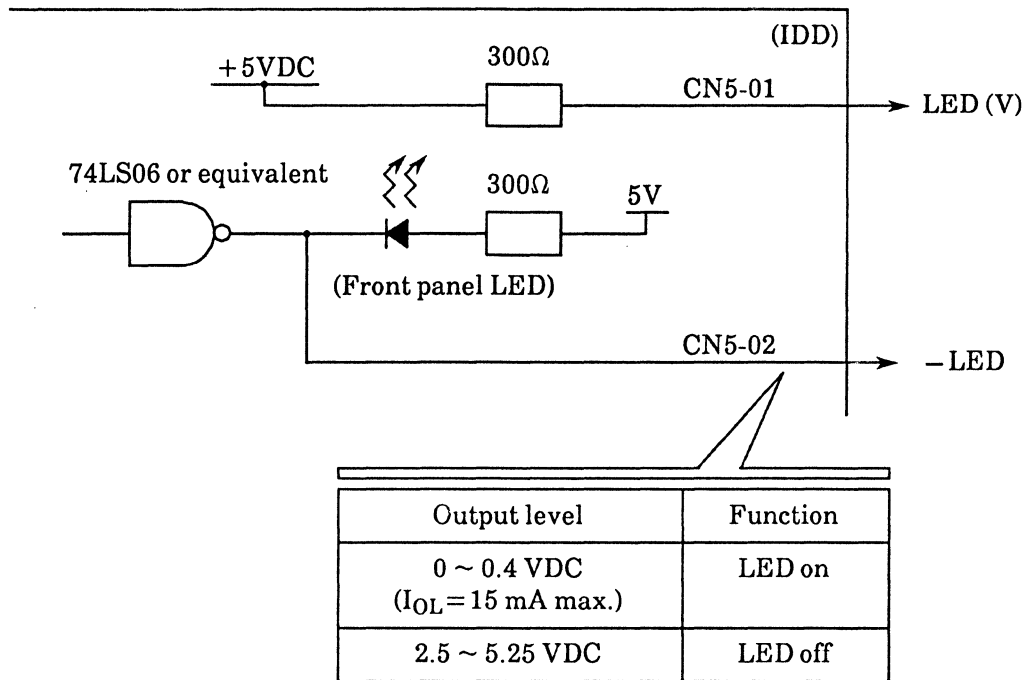 (IDD)
+5VDC
300Ω
CN5-01
LED (V)
74LS06 or equivalent
300Ω
5V
(Front panel LED)
CN5-02
–LED
Output level Function
0 ~ 0.4 VDC LED on
(IOL=15 mA max.)
2.5 ~ 5.25 VDC LED off